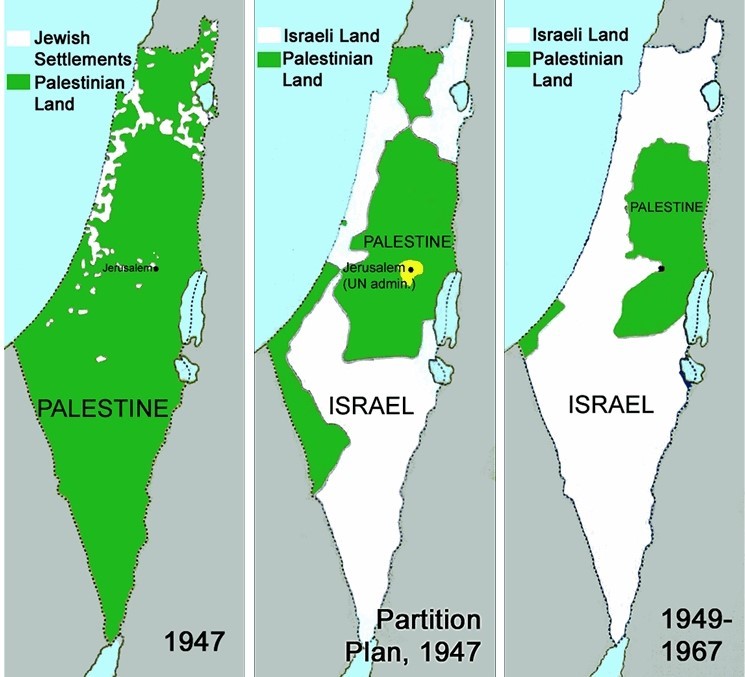 Jewish
Settlements
Palestinian
Land
Jerusalem
PALESTINE
1947
Israeli Land
Palestinian
Land
PALESTINE
Jerusalem
(UN admin.)
ISRAEL
Partition
Plan, 1947
Israeli Land
Palestinian
Land
PALESTINE
ISRAEL
1949-
1967